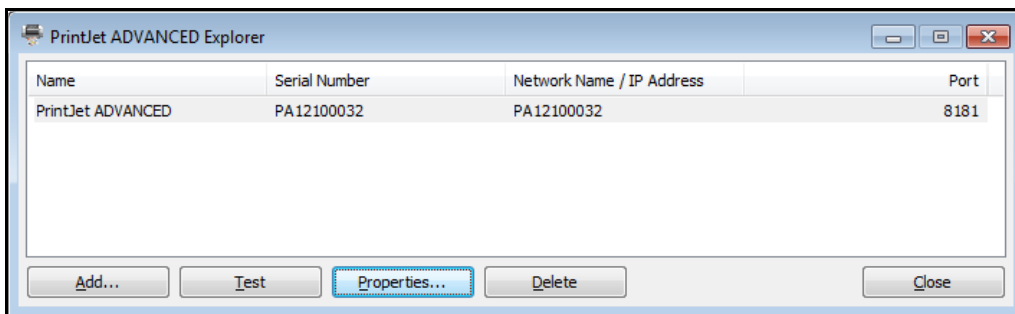 PrintJet ADVANCED Explorer
Name Serial Number Network Name / IP Address Port
PrintJet ADVANCED PA12100032 PA12100032 8181
Add... Test Properties... Delete Close